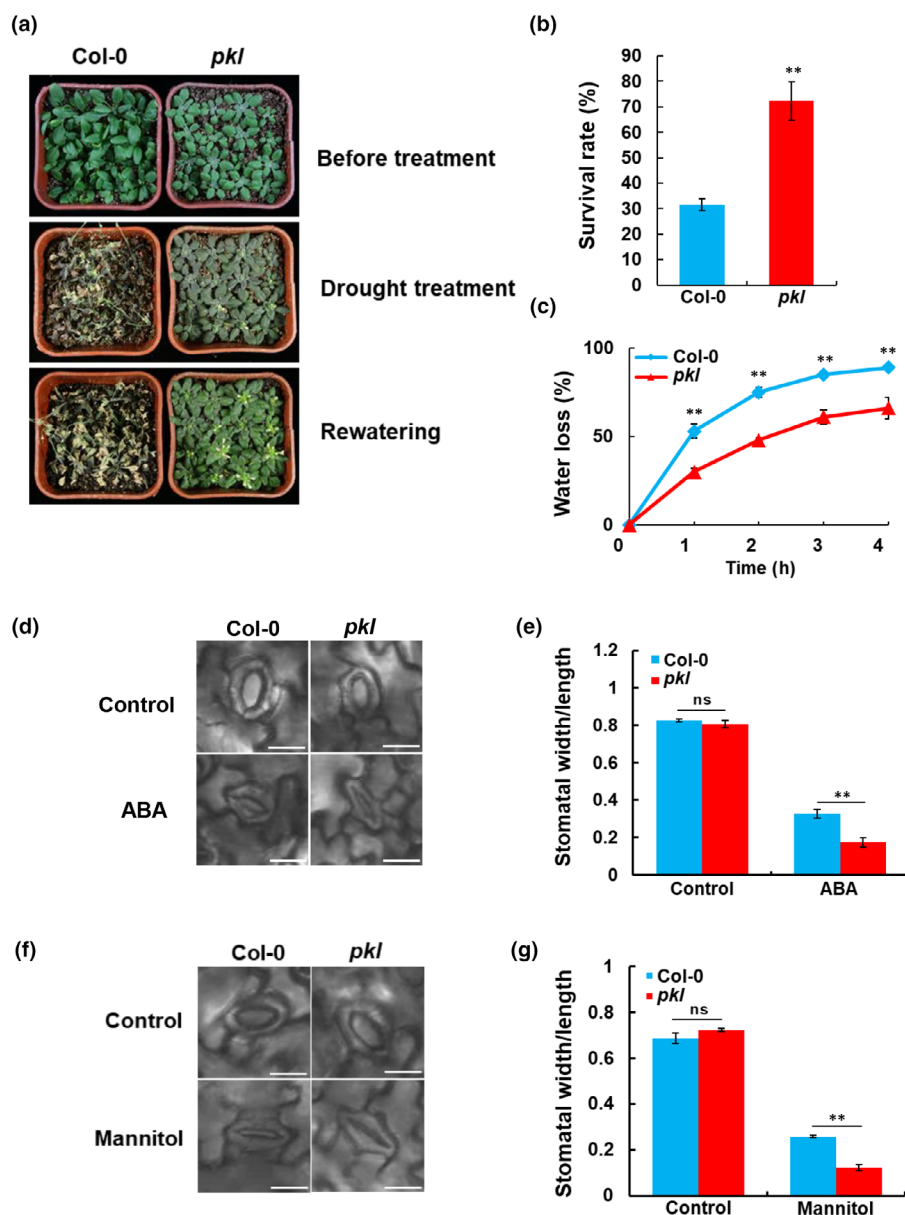 (a)
Col-0 pkl
Before treatment
Drought treatment
Rewatering
(b)
Survival rate (%)
90
80
70
60
50
40
30
20
10
0
**
Col-0 pkl
(c)
Water loss (%)
100
50
0
Col-0
pkl
** ** ** **
0 1 2 3 4
Time (h)
(d)
Col-0 pkl
Control
ABA
(e)
Stomatal width/length
1.2
1
0.8
0.6
0.4
0.2
0
Col-0
pkl
ns
**
Control ABA
(f)
Col-0 pkl
Control
Mannitol
(g)
Stomatal width/length
1
0.8
0.6
0.4
0.2
0
Col-0
pkl
ns
**
Control Mannitol